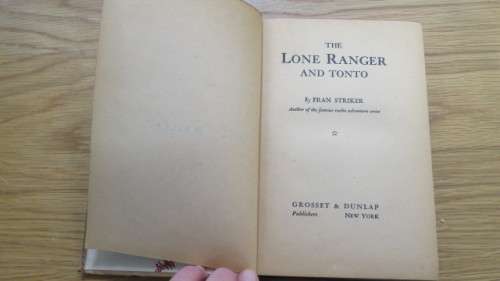 THE
LONE RANGER
AND TONTO
By FRAN STRIKER
Author of the famous radio adventure series
GROSSET & DUNLAP
Publishers NEW YORK